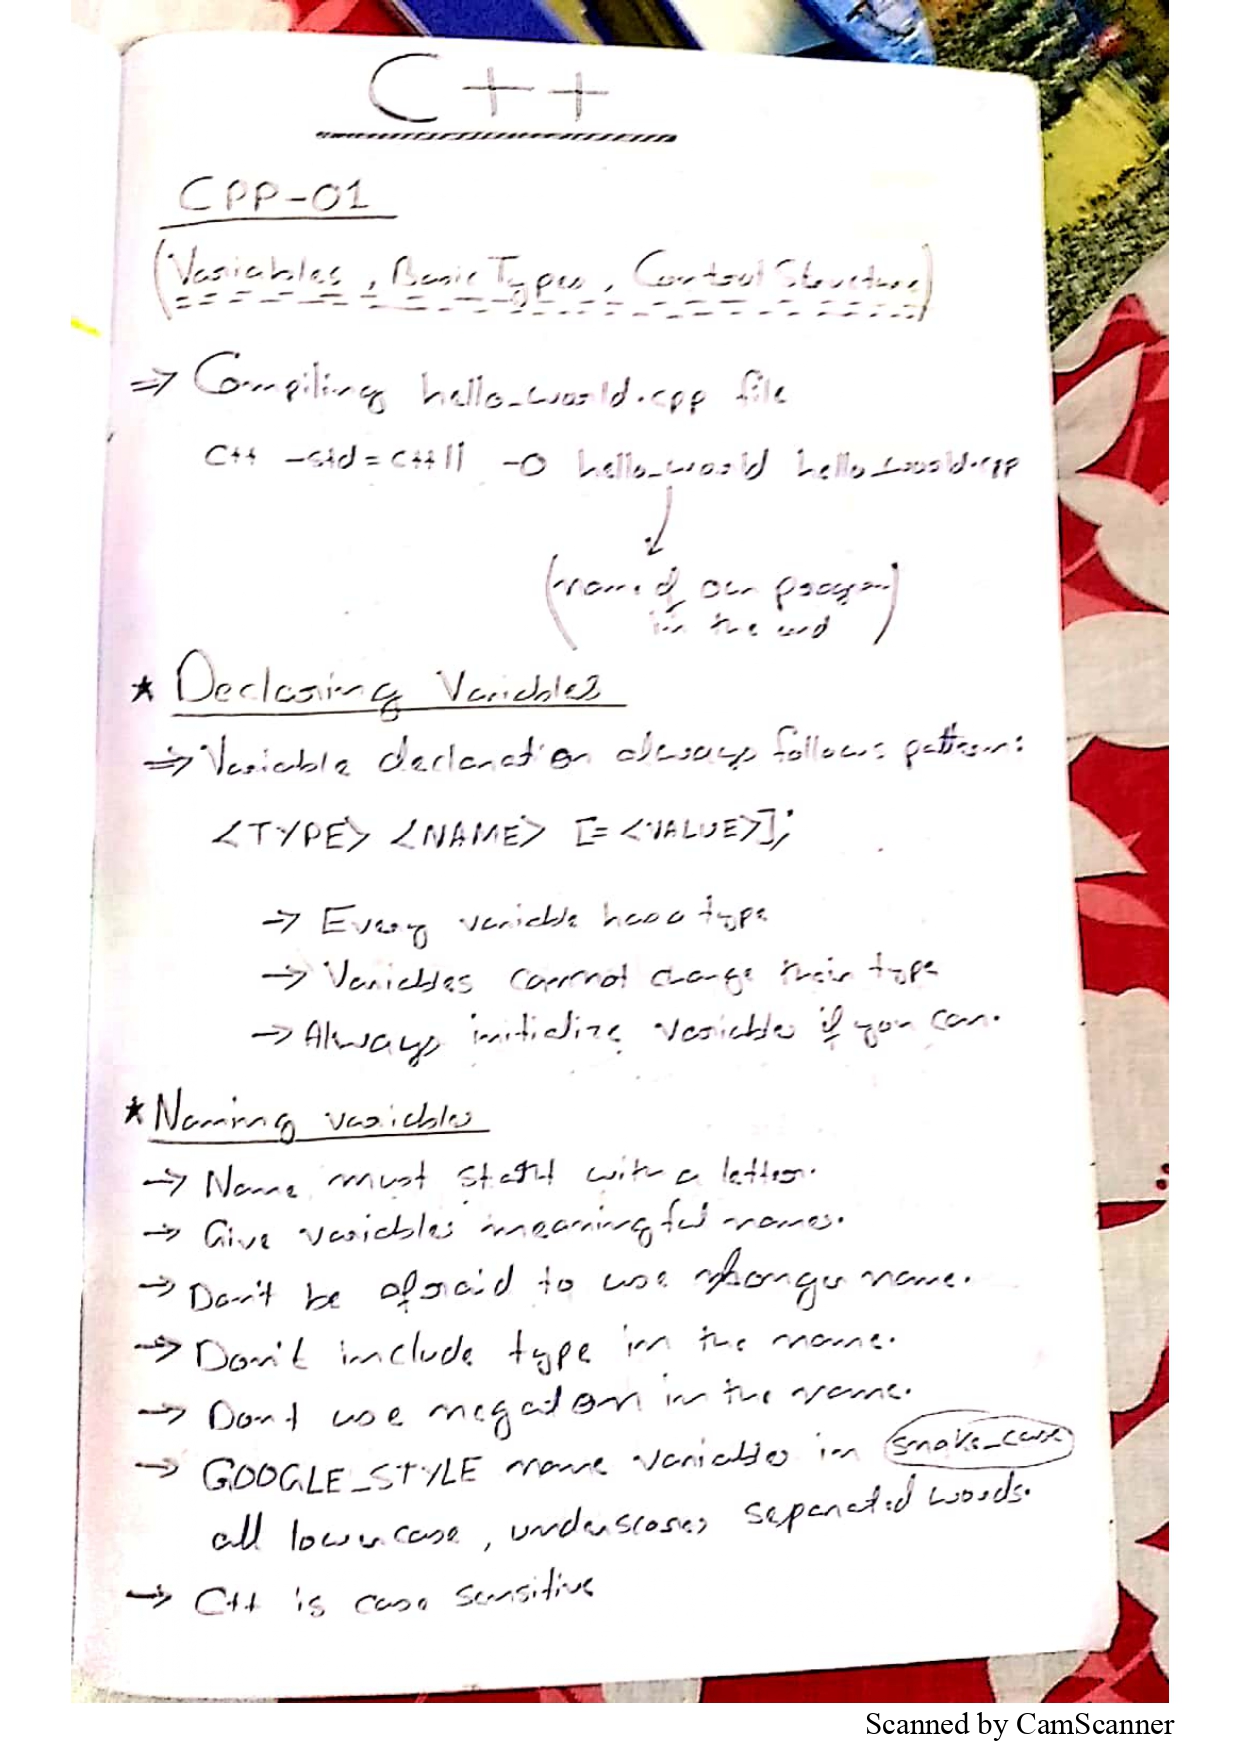 C++
CPP-01
(Variables, Basic Types, Control Structure)
=> Compiling hello_world.cpp file
C++ -std=c++11 -O hello_world hello_world.cpp
(name of our program
in the end)
* Declaring Variables
=> Variable declaration always follows pattern:
<TYPE> <NAME> [= <VALUE>];
-> Every variable has a type
-> Variables cannot change their type
-> Always initialize variable if you can.
* Naming variable
-> Name must start with a letter.
-> Give variables meaningful names.
-> Don't be afraid to use longer name.
-> Don't include type in the name.
-> Don't use negation in the name.
-> GOOGLE_STYLE name variables in snake_case
all lower case, underscores separated words.
-> C++ is case sensitive
Scanned by CamScanner